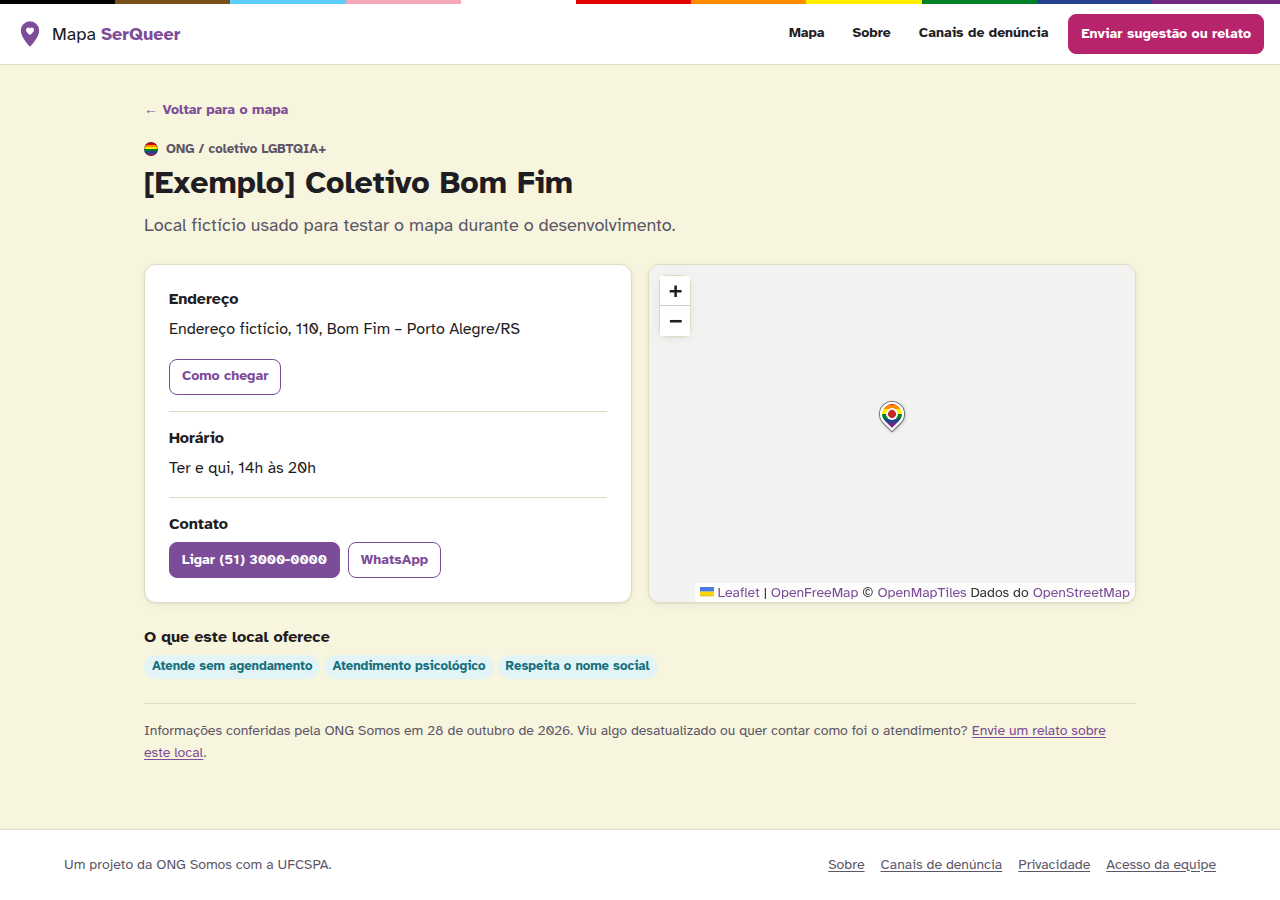 Mapa SerQueer
Mapa
Sobre
Canais de denúncia
Enviar sugestão ou relato
← Voltar para o mapa
ONG / coletivo LGBTQIA+
[Exemplo] Coletivo Bom Fim
Local fictício usado para testar o mapa durante o desenvolvimento.
Endereço
Endereço fictício, 110, Bom Fim – Porto Alegre/RS
Como chegar
Horário
Ter e qui, 14h às 20h
Contato
Ligar (51) 3000-0000
WhatsApp
+
−
Leaflet | OpenFreeMap © OpenMapTiles Dados do OpenStreetMap
O que este local oferece
Atende sem agendamento
Atendimento psicológico
Respeita o nome social
Informações conferidas pela ONG Somos em 28 de outubro de 2026. Viu algo desatualizado ou quer contar como foi o atendimento? Envie um relato sobre
este local.
Um projeto da ONG Somos com a UFCSPA.
Sobre
Canais de denúncia
Privacidade
Acesso da equipe